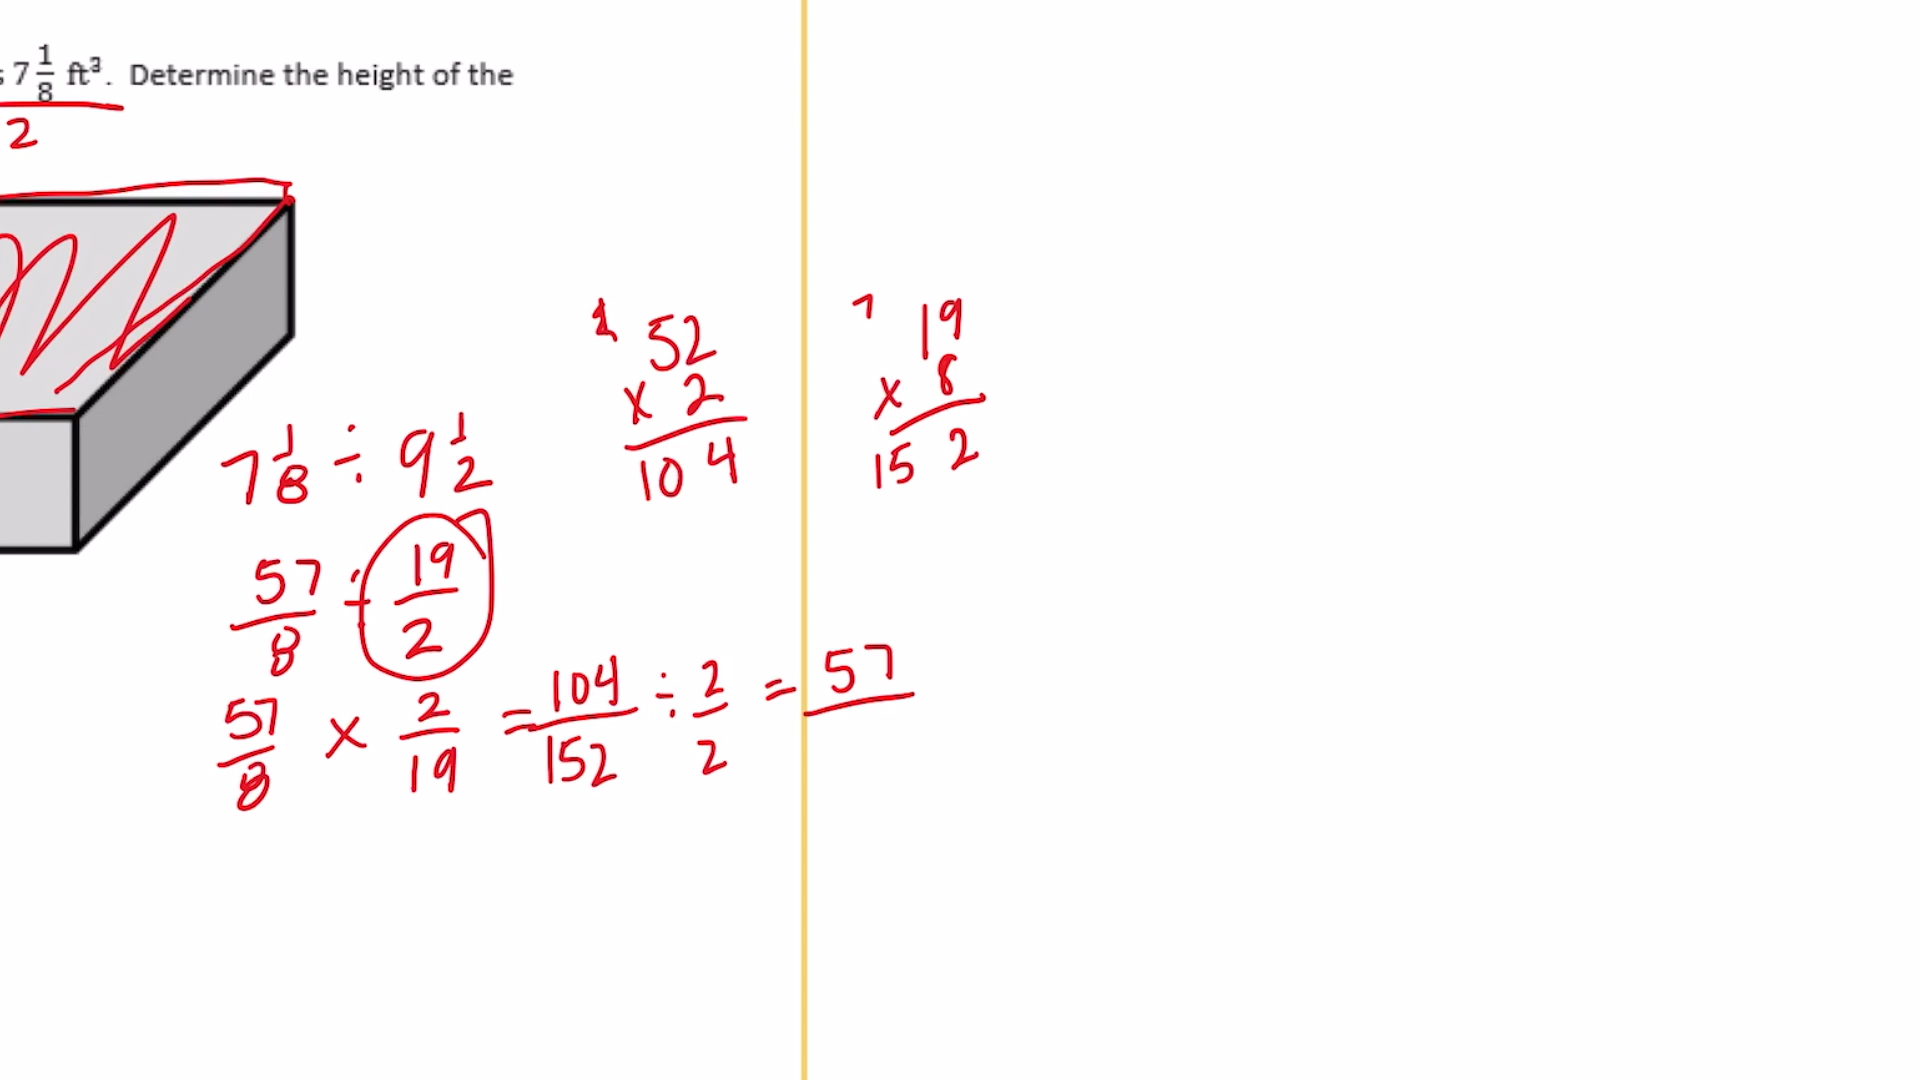 7 1/8 ft³. Determine the height of the
2
7 1/8 ÷ 9 1/2
57/8 ÷ 19/2
57/8 × 2/19 = 104/152 ÷ 2/2 = 57
1
52
× 2
104
7
19
× 8
152